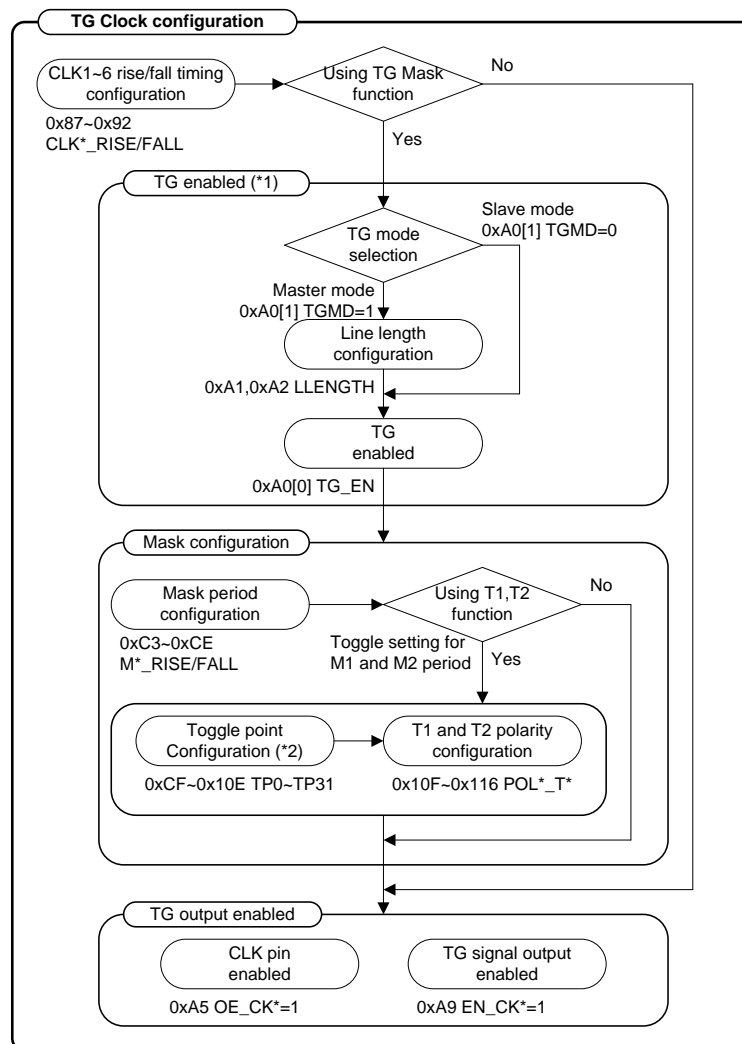 TG Clock configuration
CLK1~6 rise/fall timing
configuration
0x87~0x92
CLK*_RISE/FALL
Using TG Mask
function
No
Yes
TG enabled (*1)
TG mode
selection
Slave mode
0xA0[1] TGMD=0
Master mode
0xA0[1] TGMD=1
Line length
configuration
0xA1,0xA2 LLENGTH
TG
enabled
0xA0[0] TG_EN
Mask configuration
Mask period
configuration
0xC3~0xCE
M*_RISE/FALL
Using T1,T2
function
No
Toggle setting for
M1 and M2 period
Yes
Toggle point
Configuration (*2)
0xCF~0x10E TP0~TP31
T1 and T2 polarity
configuration
0x10F~0x116 POL*_T*
TG output enabled
CLK pin
enabled
0xA5 OE_CK*=1
TG signal output
enabled
0xA9 EN_CK*=1